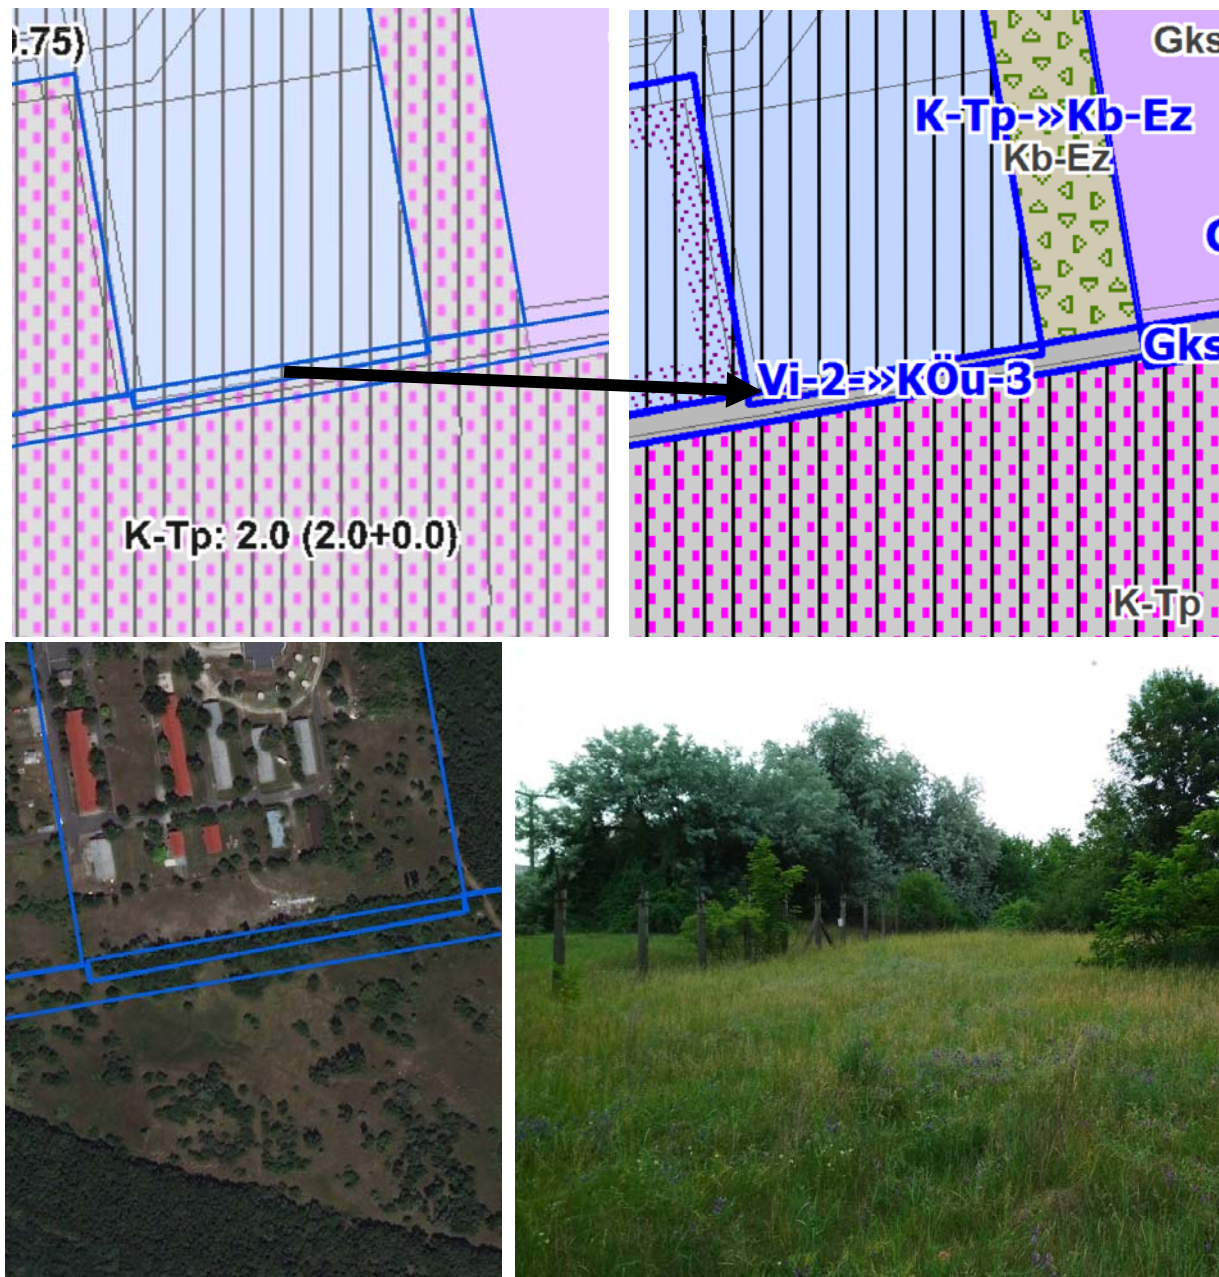 0.75)
K-Tp: 2.0 (2.0+0.0)
Gks
K-Tp-»Kb-Ez
Kb-Ez
Gks
Vi-2-»KÖu-3
K-Tp